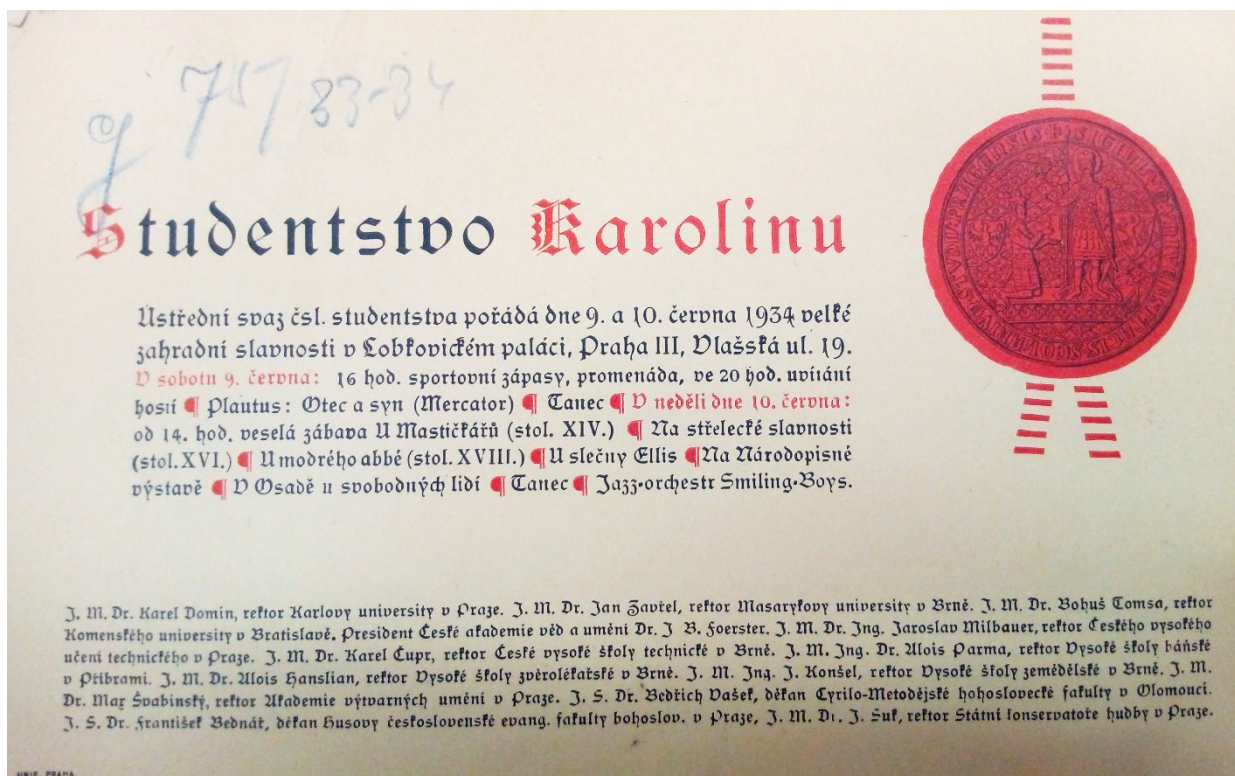 g 75/33-34
Studentstvo Karolinu
Ústřední svaz čsl. studentstva pořádá dne 9. a 10. června 1934 velké
zahradní slavnosti v Lobkovickém paláci, Praha III, Vlašská ul. 19.
V sobotu 9. června: 16 hod. sportovní zápasy, promenáda, ve 20 hod. uvítání
hostí ¶ Plautus: Otec a syn (Mercator) ¶ Tanec ¶ V neděli dne 10. června:
od 14. hod. veselá zábava U Mastičkářů (stol. XIV.) ¶ Na střelecké slavnosti
(stol. XVI.) ¶ U modrého abbé (stol. XVIII.) ¶ U slečny Ellis ¶ Na Národopisné
výstavě ¶ V Osadě u svobodných lidí ¶ Tanec ¶ Jazz-orchestr Smiling-Boys.
J. M. Dr. Karel Domin, rektor Karlovy university v Praze. J. M. Dr. Jan Zavřel, rektor Masarykovy university v Brně. J. M. Dr. Bohuš Tomsa, rektor
Komenského university v Bratislavě. President České akademie věd a umění Dr. J B. Foerster. J. M. Dr. Ing. Jaroslav Milbauer, rektor Českého vysokého
učení technického v Praze. J. M. Dr. Karel Čupr, rektor České vysoké školy technické v Brně. J. M. Ing. Dr. Alois Parma, rektor Vysoké školy báňské
v Příbrami. J. M. Dr. Alois Hanslian, rektor Vysoké školy zvěrolékařské v Brně. J. M. Ing. J. Konšel, rektor Vysoké školy zemědělské v Brně. J. M.
Dr. Max Švabinský, rektor Akademie výtvarných umění v Praze. J. S. Dr. Bedřich Vašek, děkan Cyrilo-Metodějské hohoslovecké fakulty v Olomouci.
J. S. Dr. František Bednát, děkan Husovy československé evang. fakulty bohoslov. v Praze, J. M. Dr. J. Suk, rektor Státní konservatoře hudby v Praze.
UNIE, PRAHA